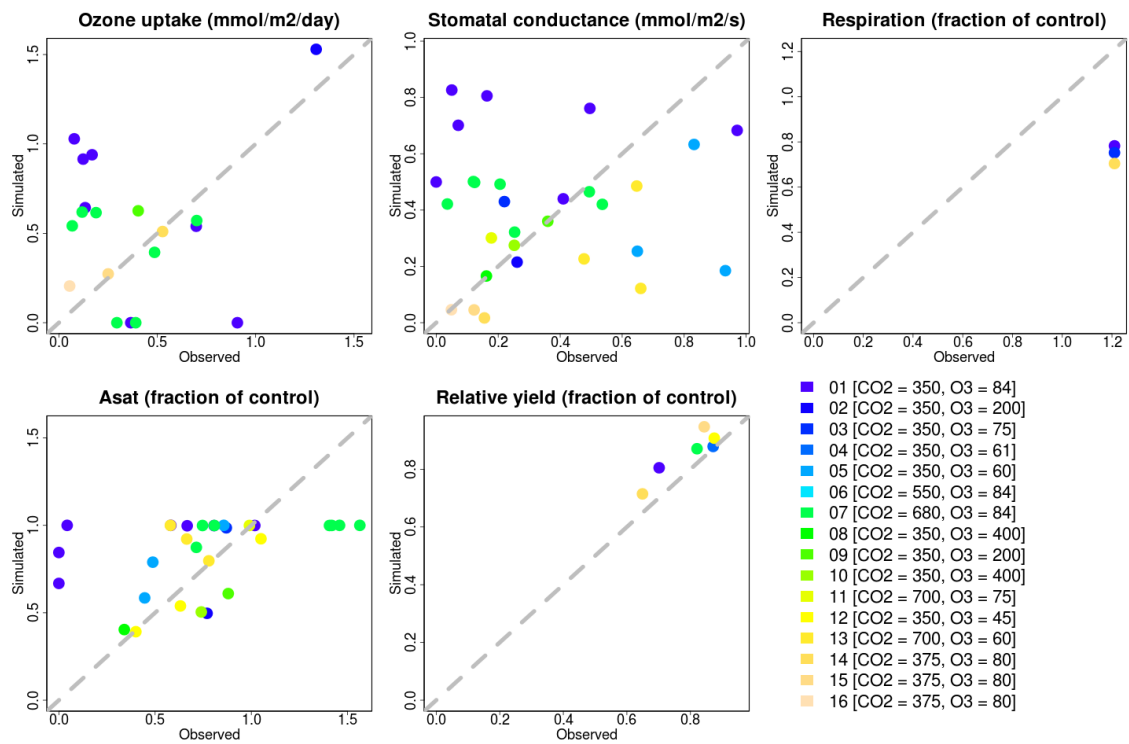 Ozone uptake (mmol/m2/day)
Simulated
0.0 0.5 1.0 1.5
0.0 0.5 1.0 1.5
Observed
Stomatal conductance (mmol/m2/s)
Simulated
0.0 0.2 0.4 0.6 0.8 1.0
0.0 0.2 0.4 0.6 0.8 1.0
Observed
Respiration (fraction of control)
Simulated
0.0 0.2 0.4 0.6 0.8 1.0 1.2
0.0 0.2 0.4 0.6 0.8 1.0 1.2
Observed
Asat (fraction of control)
Simulated
0.0 0.5 1.0 1.5
0.0 0.5 1.0 1.5
Observed
Relative yield (fraction of control)
Simulated
0.0 0.2 0.4 0.6 0.8
0.0 0.2 0.4 0.6 0.8
Observed
01 [CO2 = 350, O3 = 84]
02 [CO2 = 350, O3 = 200]
03 [CO2 = 350, O3 = 75]
04 [CO2 = 350, O3 = 61]
05 [CO2 = 350, O3 = 60]
06 [CO2 = 550, O3 = 84]
07 [CO2 = 680, O3 = 84]
08 [CO2 = 350, O3 = 400]
09 [CO2 = 350, O3 = 200]
10 [CO2 = 350, O3 = 400]
11 [CO2 = 700, O3 = 75]
12 [CO2 = 350, O3 = 45]
13 [CO2 = 700, O3 = 60]
14 [CO2 = 375, O3 = 80]
15 [CO2 = 375, O3 = 80]
16 [CO2 = 375, O3 = 80]